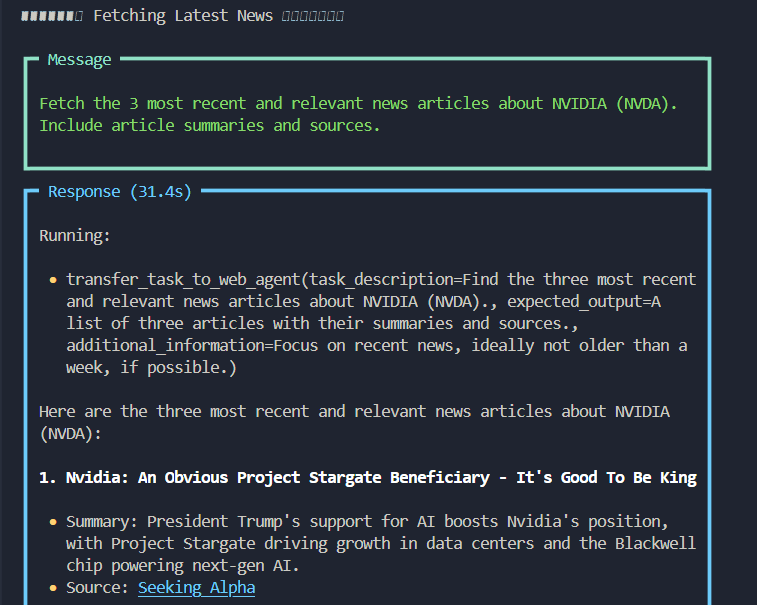 Fetching Latest News
Message
Fetch the 3 most recent and relevant news articles about NVIDIA (NVDA).
Include article summaries and sources.
Response (31.4s)
Running:
• transfer_task_to_web_agent(task_description=Find the three most recent
and relevant news articles about NVIDIA (NVDA)., expected_output=A
list of three articles with their summaries and sources.,
additional_information=Focus on recent news, ideally not older than a
week, if possible.)
Here are the three most recent and relevant news articles about NVIDIA
(NVDA):
1. Nvidia: An Obvious Project Stargate Beneficiary - It's Good To Be King
• Summary: President Trump's support for AI boosts Nvidia's position,
with Project Stargate driving growth in data centers and the Blackwell
chip powering next-gen AI.
• Source: Seeking Alpha